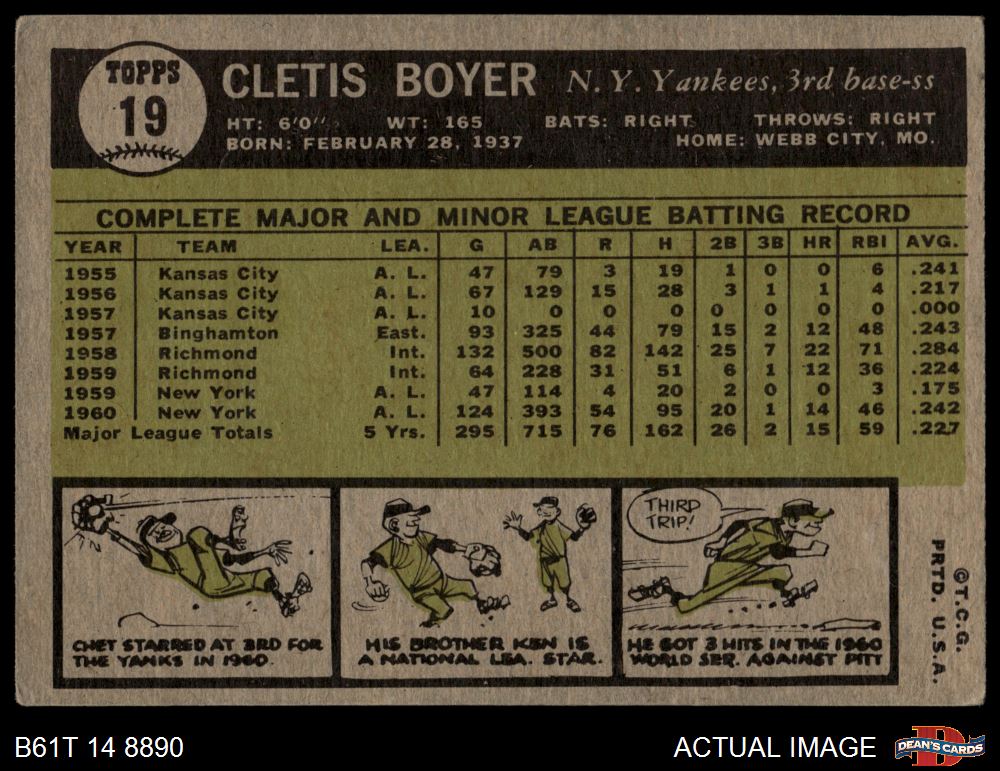 TOPPS
19
CLETIS BOYER N. Y. Yankees, 3rd base-ss
HT: 6'0" WT: 165 BATS: RIGHT THROWS: RIGHT
BORN: FEBRUARY 28, 1937 HOME: WEBB CITY, MO.
COMPLETE MAJOR AND MINOR LEAGUE BATTING RECORD
YEAR TEAM LEA. G AB R H 2B 3B HR RBI AVG.
1955 Kansas City A. L. 47 79 3 19 1 0 0 6 .241
1956 Kansas City A. L. 67 129 15 28 3 1 1 4 .217
1957 Kansas City A. L. 10 0 0 0 0 0 0 0 .000
1957 Binghamton East. 93 325 44 79 15 2 12 48 .243
1958 Richmond Int. 132 500 82 142 25 7 22 71 .284
1959 Richmond Int. 64 228 31 51 6 1 12 36 .224
1959 New York A. L. 47 114 4 20 2 0 0 3 .175
1960 New York A. L. 124 393 54 95 20 1 14 46 .242
Major League Totals 5 Yrs. 295 715 76 162 26 2 15 59 .227
CHET STARRED AT 3RD FOR
THE YANKS IN 1960.
HIS BROTHER KEN IS
A NATIONAL LEA. STAR.
THIRD
TRIP!
HE GOT 3 HITS IN THE 1960
WORLD SER. AGAINST PITT
© T.C.G.
PRTD. U.S.A.
B61T 14 8890
ACTUAL IMAGE
D
DEAN'S CARDS